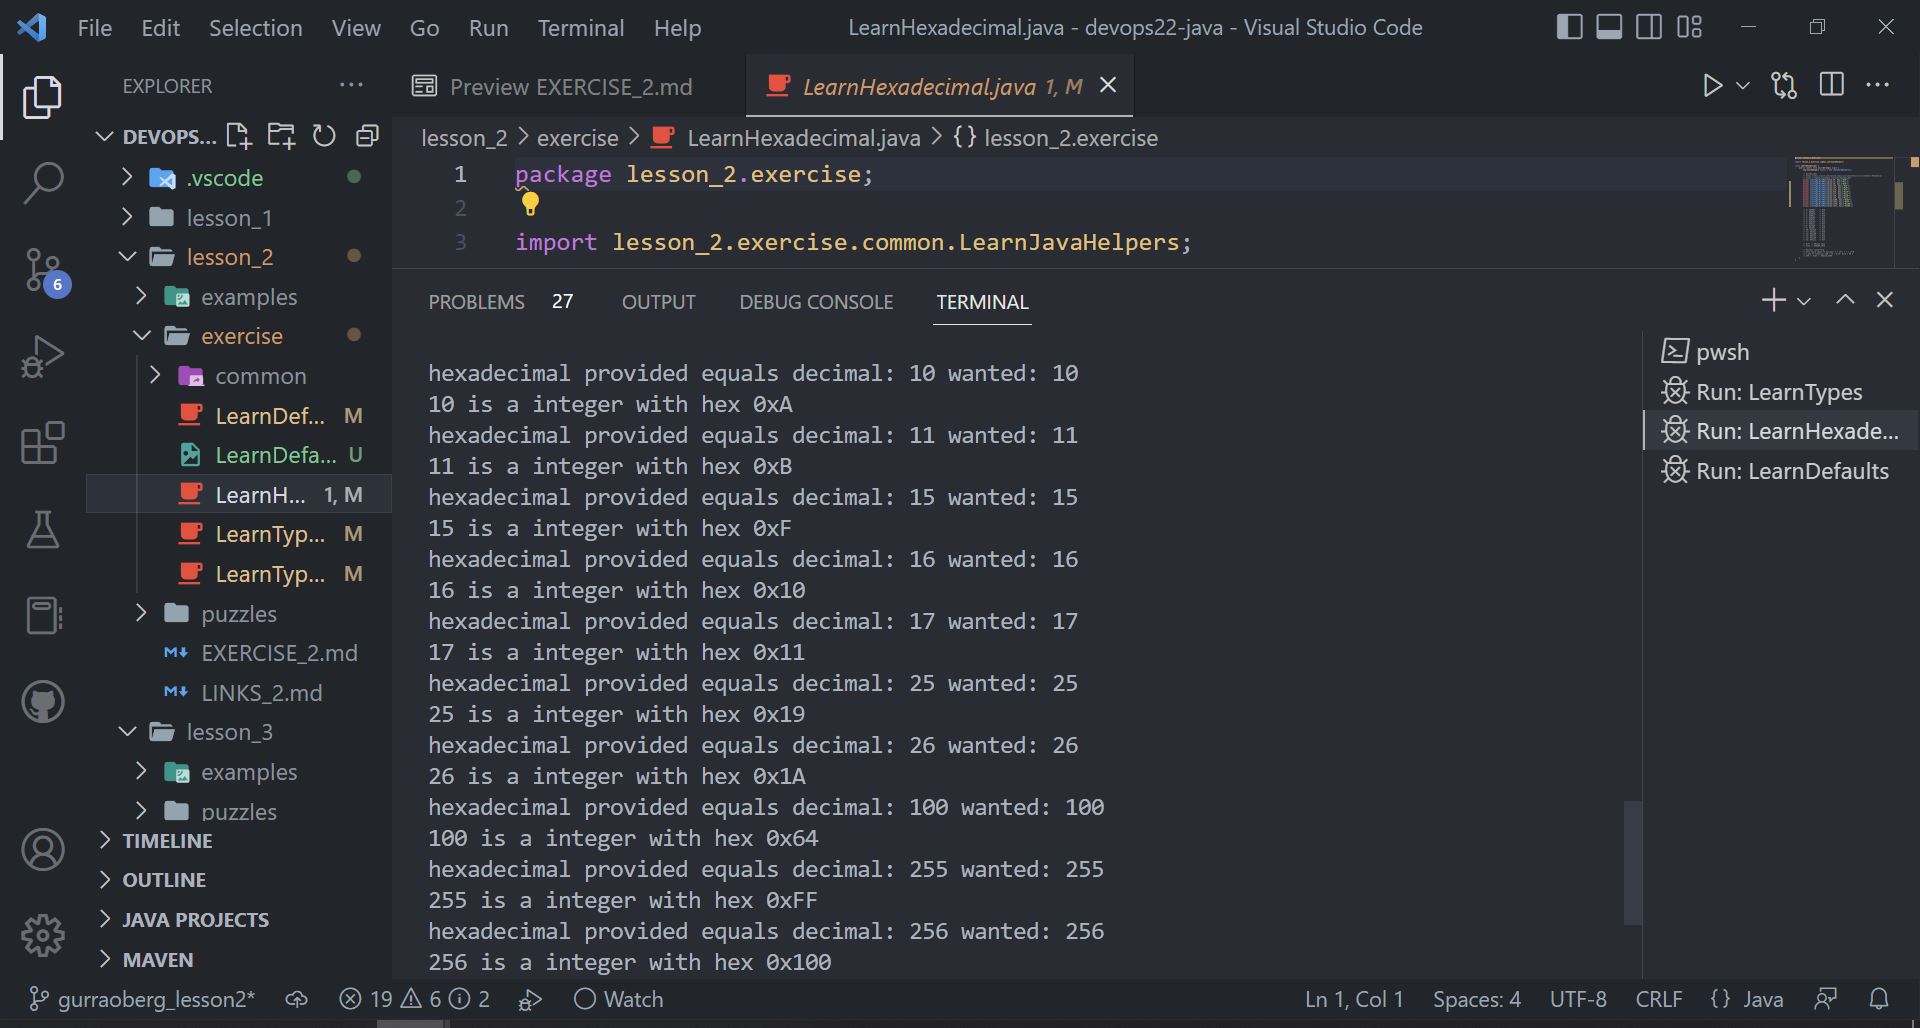 File Edit Selection View Go Run Terminal Help
LearnHexadecimal.java - devops22-java - Visual Studio Code
EXPLORER
DEVOPS...
.vscode
lesson_1
lesson_2
examples
exercise
common
LearnDef... M
LearnDefa... U
LearnH... 1, M
LearnTyp... M
LearnTyp... M
puzzles
EXERCISE_2.md
LINKS_2.md
lesson_3
examples
puzzles
TIMELINE
OUTLINE
JAVA PROJECTS
MAVEN
6
Preview EXERCISE_2.md
LearnHexadecimal.java 1, M
lesson_2 > exercise > LearnHexadecimal.java > {} lesson_2.exercise
1 package lesson_2.exercise;
2
3 import lesson_2.exercise.common.LearnJavaHelpers;
PROBLEMS 27 OUTPUT DEBUG CONSOLE TERMINAL
hexadecimal provided equals decimal: 10 wanted: 10
10 is a integer with hex 0xA
hexadecimal provided equals decimal: 11 wanted: 11
11 is a integer with hex 0xB
hexadecimal provided equals decimal: 15 wanted: 15
15 is a integer with hex 0xF
hexadecimal provided equals decimal: 16 wanted: 16
16 is a integer with hex 0x10
hexadecimal provided equals decimal: 17 wanted: 17
17 is a integer with hex 0x11
hexadecimal provided equals decimal: 25 wanted: 25
25 is a integer with hex 0x19
hexadecimal provided equals decimal: 26 wanted: 26
26 is a integer with hex 0x1A
hexadecimal provided equals decimal: 100 wanted: 100
100 is a integer with hex 0x64
hexadecimal provided equals decimal: 255 wanted: 255
255 is a integer with hex 0xFF
hexadecimal provided equals decimal: 256 wanted: 256
256 is a integer with hex 0x100
pwsh
Run: LearnTypes
Run: LearnHexade...
Run: LearnDefaults
gurraoberg_lesson2* 19 6 2 Watch
Ln 1, Col 1 Spaces: 4 UTF-8 CRLF {} Java